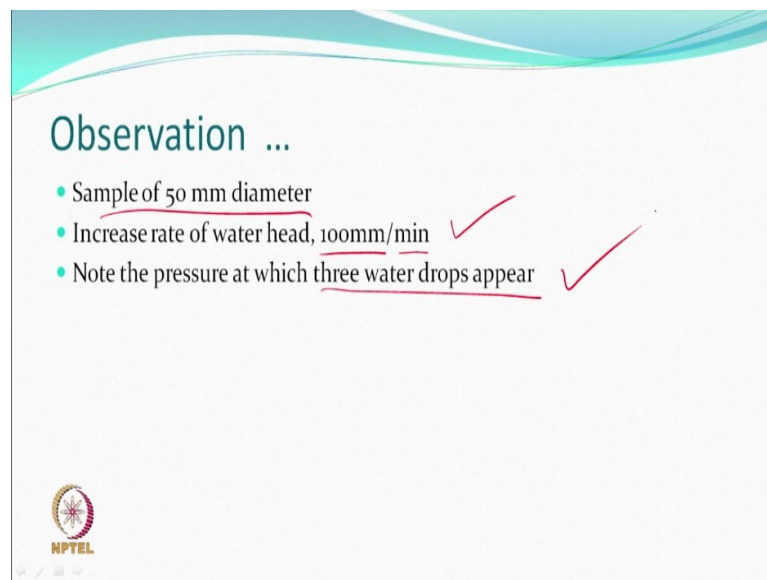 Observation ...
• Sample of 50 mm diameter
• Increase rate of water head, 100mm/min
• Note the pressure at which three water drops appear
NPTEL